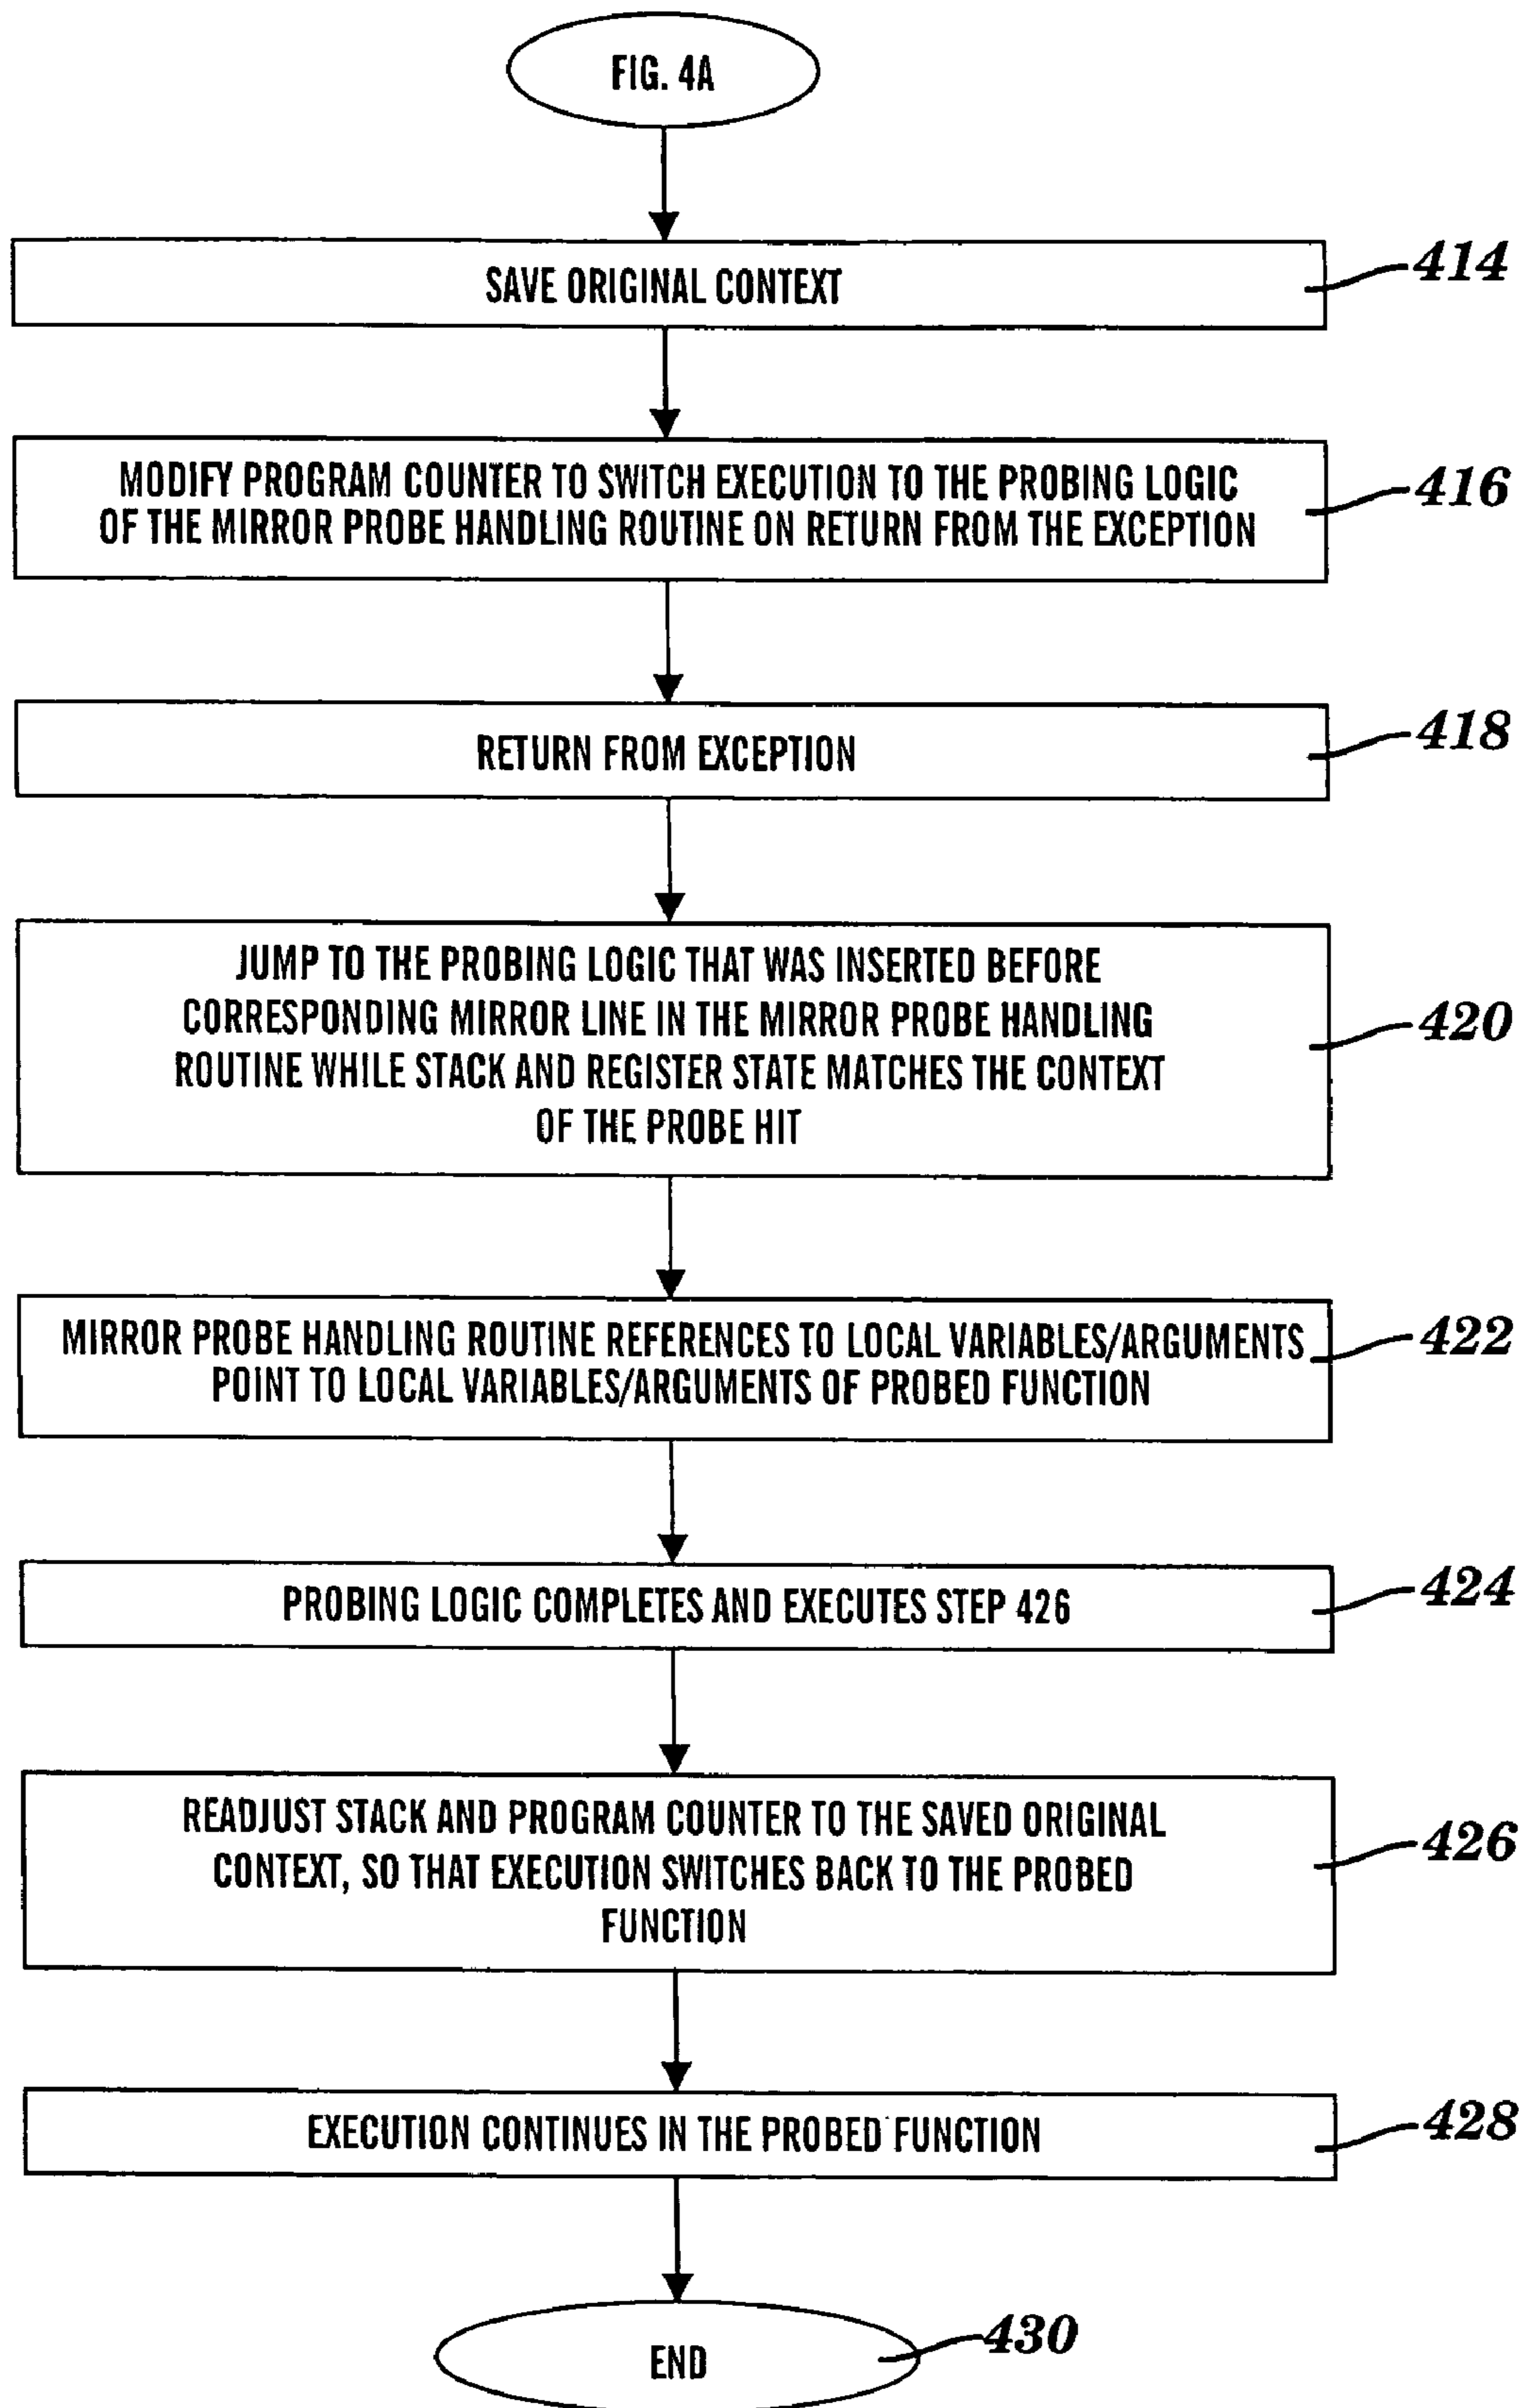 FIG. 4A
SAVE ORIGINAL CONTEXT
414
MODIFY PROGRAM COUNTER TO SWITCH EXECUTION TO THE PROBING LOGIC
OF THE MIRROR PROBE HANDLING ROUTINE ON RETURN FROM THE EXCEPTION
416
RETURN FROM EXCEPTION
418
JUMP TO THE PROBING LOGIC THAT WAS INSERTED BEFORE
CORRESPONDING MIRROR LINE IN THE MIRROR PROBE HANDLING
ROUTINE WHILE STACK AND REGISTER STATE MATCHES THE CONTEXT
OF THE PROBE HIT
420
MIRROR PROBE HANDLING ROUTINE REFERENCES TO LOCAL VARIABLES/ARGUMENTS
POINT TO LOCAL VARIABLES/ARGUMENTS OF PROBED FUNCTION
422
PROBING LOGIC COMPLETES AND EXECUTES STEP 426
424
READJUST STACK AND PROGRAM COUNTER TO THE SAVED ORIGINAL
CONTEXT, SO THAT EXECUTION SWITCHES BACK TO THE PROBED
FUNCTION
426
EXECUTION CONTINUES IN THE PROBED FUNCTION
428
END
430